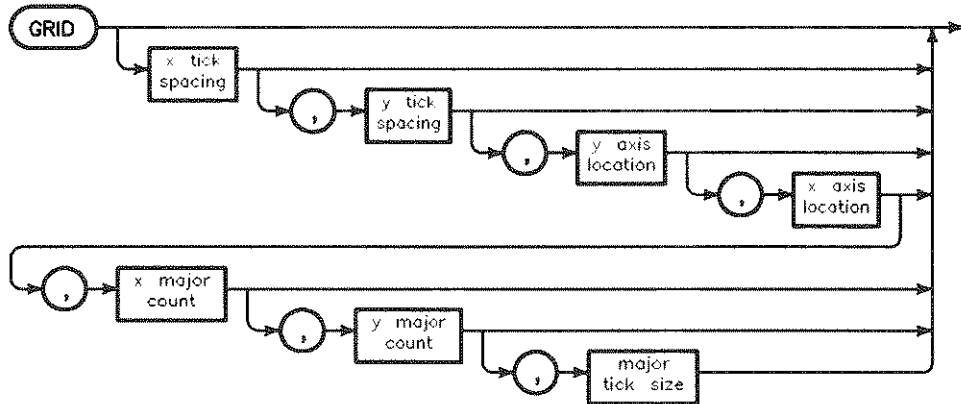 GRID
x tick
spacing
,
y tick
spacing
,
y axis
location
,
x axis
location
,
x major
count
,
y major
count
,
major
tick size